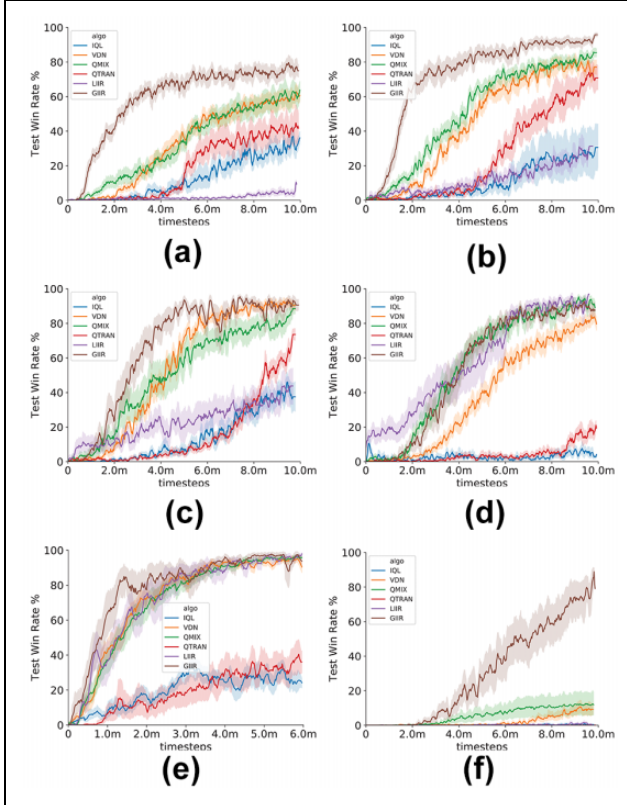 Test Win Rate %
100
80
60
40
20
0
algo
IQL
VDN
QMIX
QTRAN
LIIR
GIIR
0 2.0m 4.0m 6.0m 8.0m 10.0m
timesteps
(a)
Test Win Rate %
100
80
60
40
20
0
algo
IQL
VDN
QMIX
QTRAN
LIIR
GIIR
0 2.0m 4.0m 6.0m 8.0m 10.0m
timesteps
(b)
Test Win Rate %
100
80
60
40
20
0
algo
IQL
VDN
QMIX
QTRAN
LIIR
GIIR
0 2.0m 4.0m 6.0m 8.0m 10.0m
timesteps
(c)
Test Win Rate %
100
80
60
40
20
0
algo
IQL
VDN
QMIX
QTRAN
LIIR
GIIR
0 2.0m 4.0m 6.0m 8.0m 10.0m
timesteps
(d)
Test Win Rate %
100
80
60
40
20
0
algo
IQL
VDN
QMIX
QTRAN
LIIR
GIIR
0 1.0m 2.0m 3.0m 4.0m 5.0m 6.0m
timesteps
(e)
Test Win Rate %
80
60
40
20
0
algo
IQL
VDN
QMIX
QTRAN
LIIR
GIIR
0 2.0m 4.0m 6.0m 8.0m 10.0m
timesteps
(f)